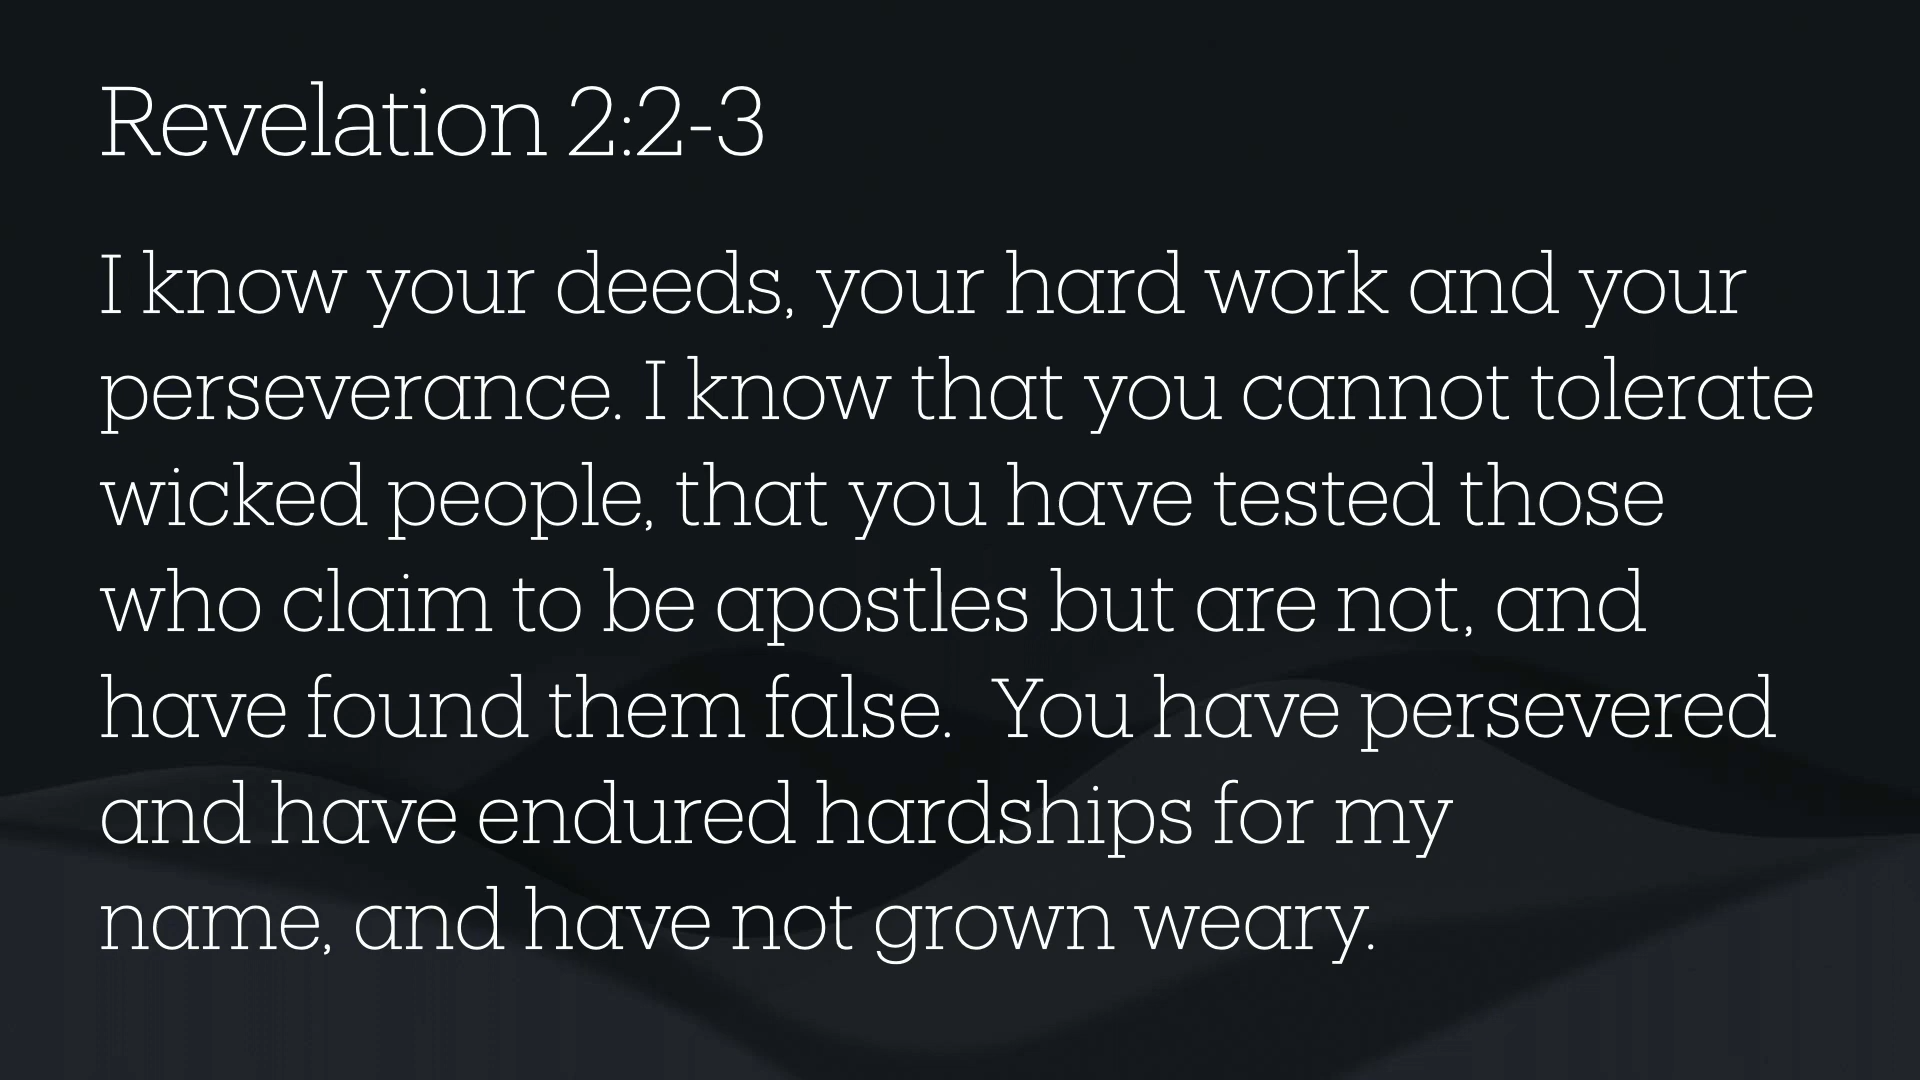 Revelation 2:2-3
I know your deeds, your hard work and your
perseverance. I know that you cannot tolerate
wicked people, that you have tested those
who claim to be apostles but are not, and
have found them false.  You have persevered
and have endured hardships for my
name, and have not grown weary.